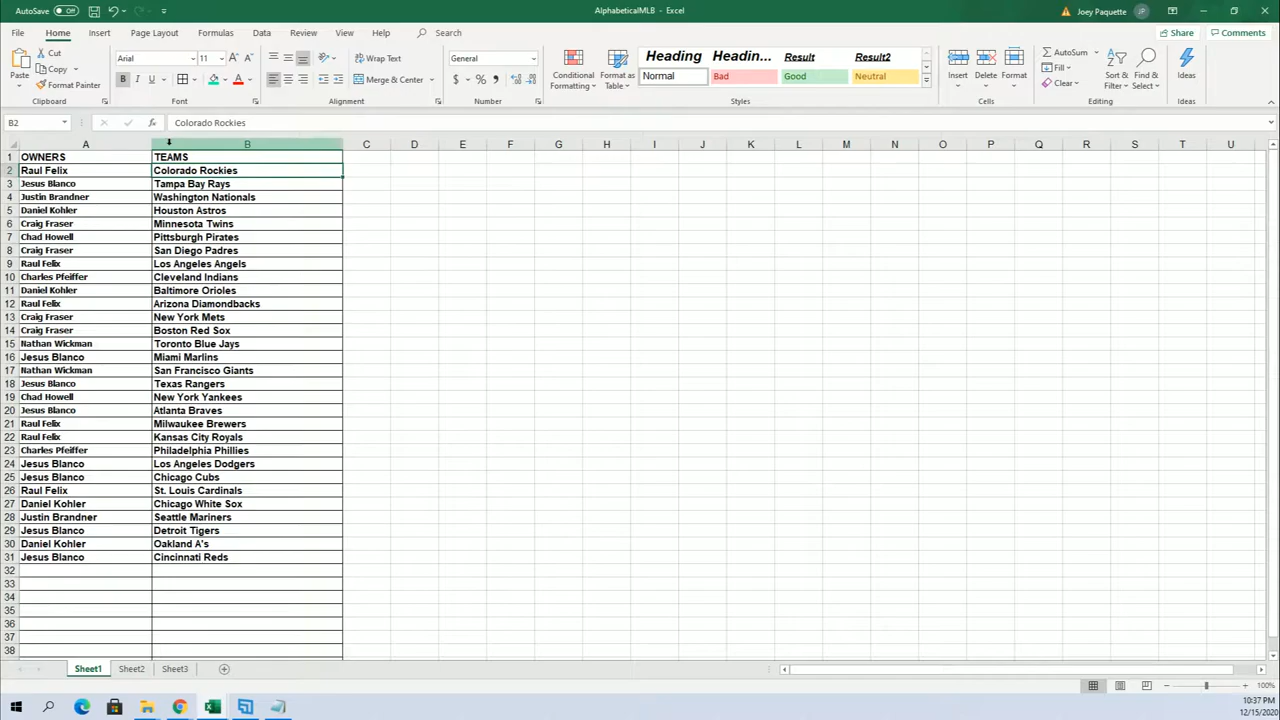 AutoSave Off AlphabeticalMLB - Excel Joey Paquette JP
File Home Insert Page Layout Formulas Data Review View Help Search Share Comments
Paste Cut Copy Format Painter Clipboard
Arial 11 B I U Font
Wrap Text Merge & Center Alignment
General $ % Number
Conditional Formatting Format as Table
Heading Headin... Result Result2
Normal Bad Good Neutral
Styles
Insert Delete Format Cells
AutoSum Fill Clear Sort & Filter Find & Select Editing
Ideas Ideas
B2 fx Colorado Rockies
A B C D E F G H I J K L M N O P Q R S T U
1 OWNERS TEAMS
2 Raul Felix Colorado Rockies
3 Jesus Blanco Tampa Bay Rays
4 Justin Brandner Washington Nationals
5 Daniel Kohler Houston Astros
6 Craig Fraser Minnesota Twins
7 Chad Howell Pittsburgh Pirates
8 Craig Fraser San Diego Padres
9 Raul Felix Los Angeles Angels
10 Charles Pfeiffer Cleveland Indians
11 Daniel Kohler Baltimore Orioles
12 Raul Felix Arizona Diamondbacks
13 Craig Fraser New York Mets
14 Craig Fraser Boston Red Sox
15 Nathan Wickman Toronto Blue Jays
16 Jesus Blanco Miami Marlins
17 Nathan Wickman San Francisco Giants
18 Jesus Blanco Texas Rangers
19 Chad Howell New York Yankees
20 Jesus Blanco Atlanta Braves
21 Raul Felix Milwaukee Brewers
22 Raul Felix Kansas City Royals
23 Charles Pfeiffer Philadelphia Phillies
24 Jesus Blanco Los Angeles Dodgers
25 Jesus Blanco Chicago Cubs
26 Raul Felix St. Louis Cardinals
27 Daniel Kohler Chicago White Sox
28 Justin Brandner Seattle Mariners
29 Jesus Blanco Detroit Tigers
30 Daniel Kohler Oakland A's
31 Jesus Blanco Cincinnati Reds
32
33
34
35
36
37
38
Sheet1 Sheet2 Sheet3
100%
10:37 PM
12/15/2020